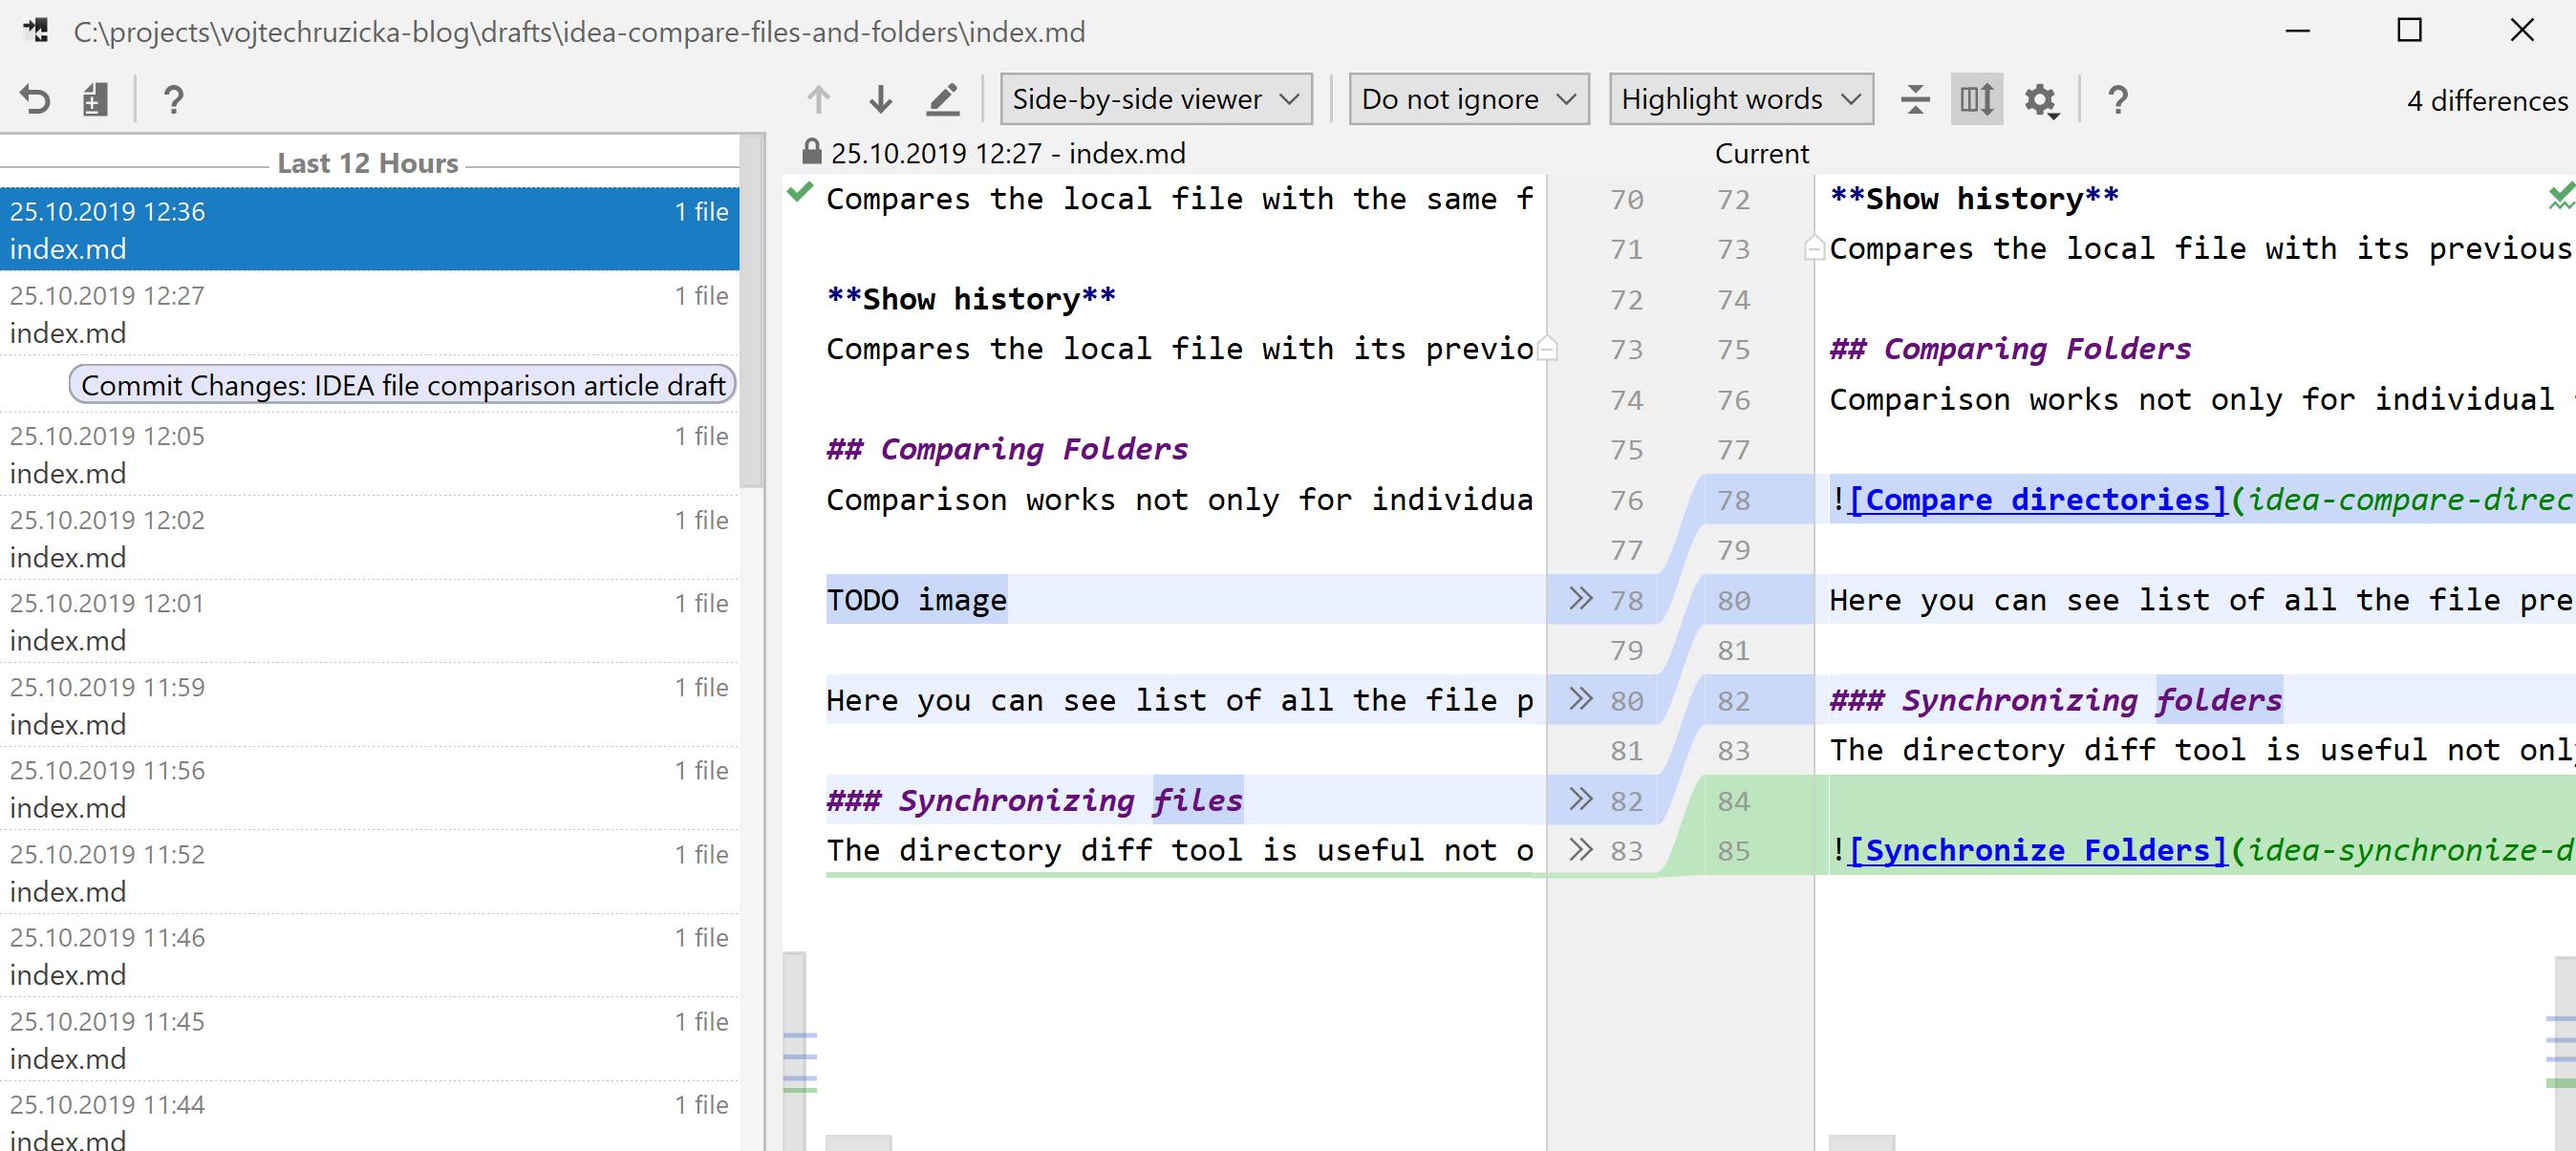 C:\projects\vojtechruzicka-blog\drafts\idea-compare-files-and-folders\index.md
Side-by-side viewer
Do not ignore
Highlight words
4 differences
Last 12 Hours
25.10.2019 12:36 1 file
index.md
25.10.2019 12:27 1 file
index.md
Commit Changes: IDEA file comparison article draft
25.10.2019 12:05 1 file
index.md
25.10.2019 12:02 1 file
index.md
25.10.2019 12:01 1 file
index.md
25.10.2019 11:59 1 file
index.md
25.10.2019 11:56 1 file
index.md
25.10.2019 11:52 1 file
index.md
25.10.2019 11:46 1 file
index.md
25.10.2019 11:45 1 file
index.md
25.10.2019 11:44 1 file
index.md
25.10.2019 12:27 - index.md
Compares the local file with the same f 70
71
**Show history** 72
Compares the local file with its previo 73
74
## Comparing Folders 75
Comparison works not only for individua 76
77
TODO image 78
79
Here you can see list of all the file p 80
81
### Synchronizing files 82
The directory diff tool is useful not o 83
Current
72 **Show history**
73 Compares the local file with its previous
74
75 ## Comparing Folders
76 Comparison works not only for individual
77
78 ![Compare directories](idea-compare-direc
79
80 Here you can see list of all the file pre
81
82 ### Synchronizing folders
83 The directory diff tool is useful not only
84
85 ![Synchronize Folders](idea-synchronize-d